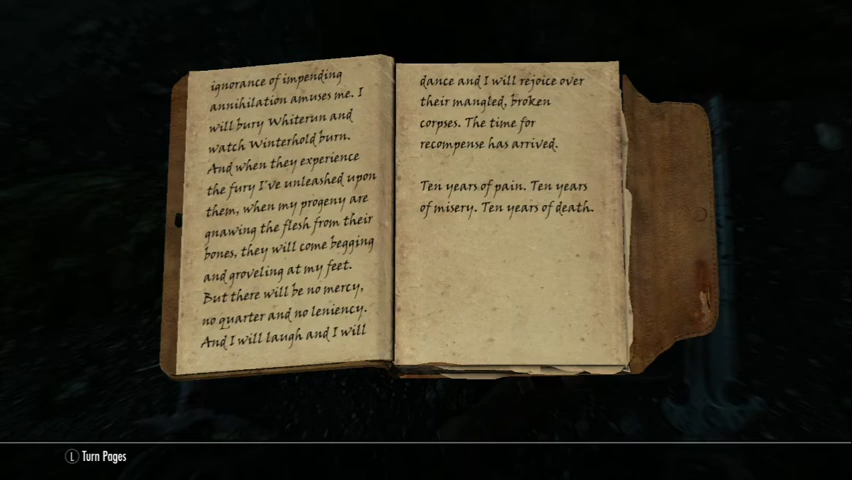 ignorance of impending
annihilation amuses me. I
will bury Whiterun and
watch Winterhold burn.
And when they experience
the fury I've unleashed upon
them, when my progeny are
gnawing the flesh from their
bones, they will come begging
and groveling at my feet.
But there will be no mercy,
no quarter and no leniency.
And I will laugh and I will
dance and I will rejoice over
their mangled, broken
corpses. The time for
recompense has arrived.
Ten years of pain. Ten years
of misery. Ten years of death.
L Turn Pages